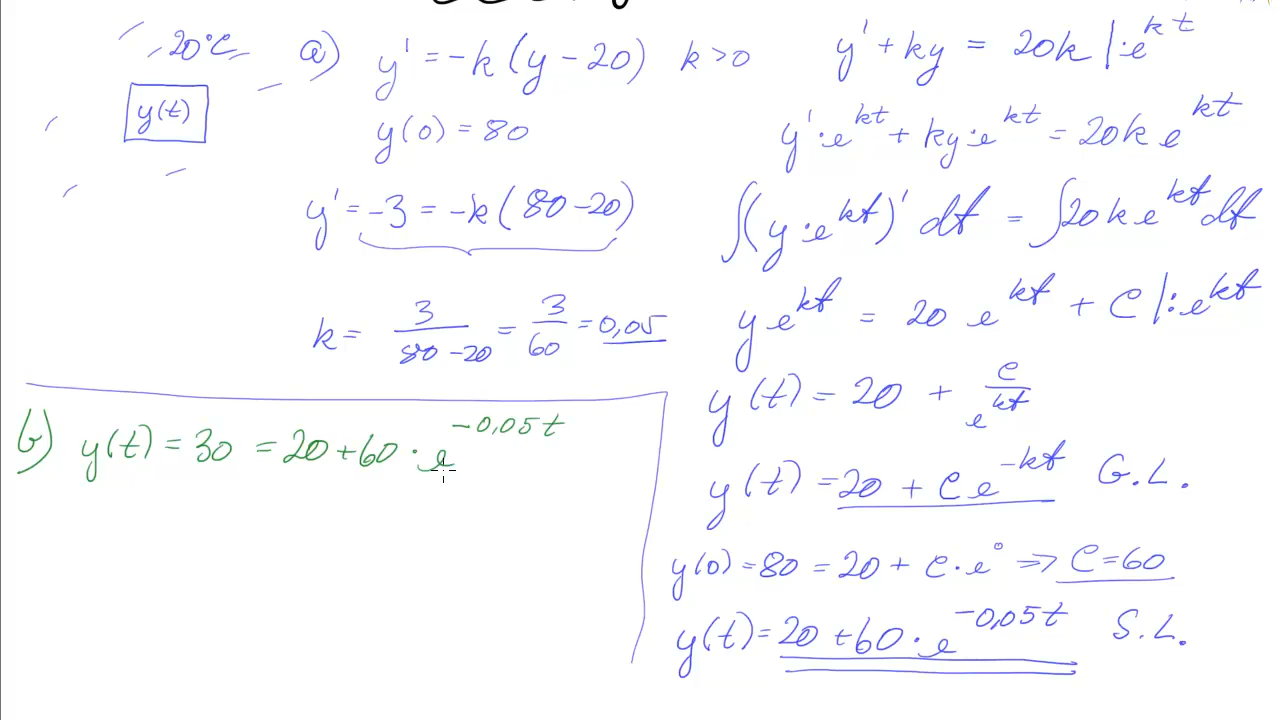 20°C
y(t)
a) y' = -k (y - 20) k > 0
y(0) = 80
y' = -3 = -k (80 - 20)
k = 3/(80 - 20) = 3/60 = 0,05
b) y(t) = 30 = 20 + 60 · e^(-0,05t)
y' + ky = 20k |· e^(kt)
y' · e^(kt) + ky · e^(kt) = 20k e^(kt)
∫(y · e^(kt))' dt = ∫20k e^(kt) dt
y e^(kt) = 20 e^(kt) + C |: e^(kt)
y(t) = 20 + C/e^(kt)
y(t) = 20 + C e^(-kt) G.L.
y(0) = 80 = 20 + C · e^0 => C = 60
y(t) = 20 + 60 · e^(-0,05t) S.L.